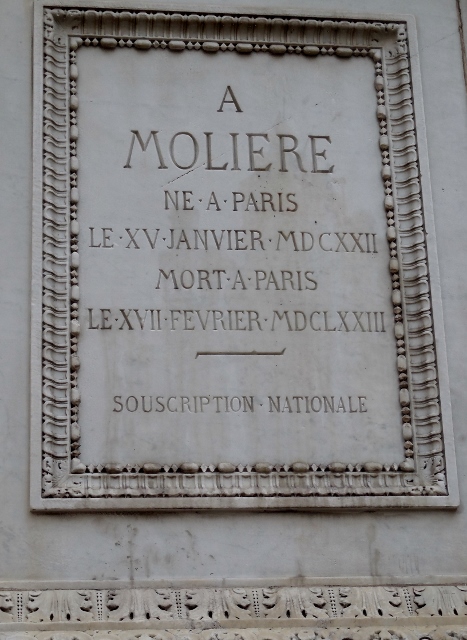 A
MOLIERE
NE·A·PARIS
LE·XV·JANVIER·MDCXXII
MORT·A·PARIS
LE·XVII·FEVRIER·MDCLXXIII
SOUSCRIPTION·NATIONALE